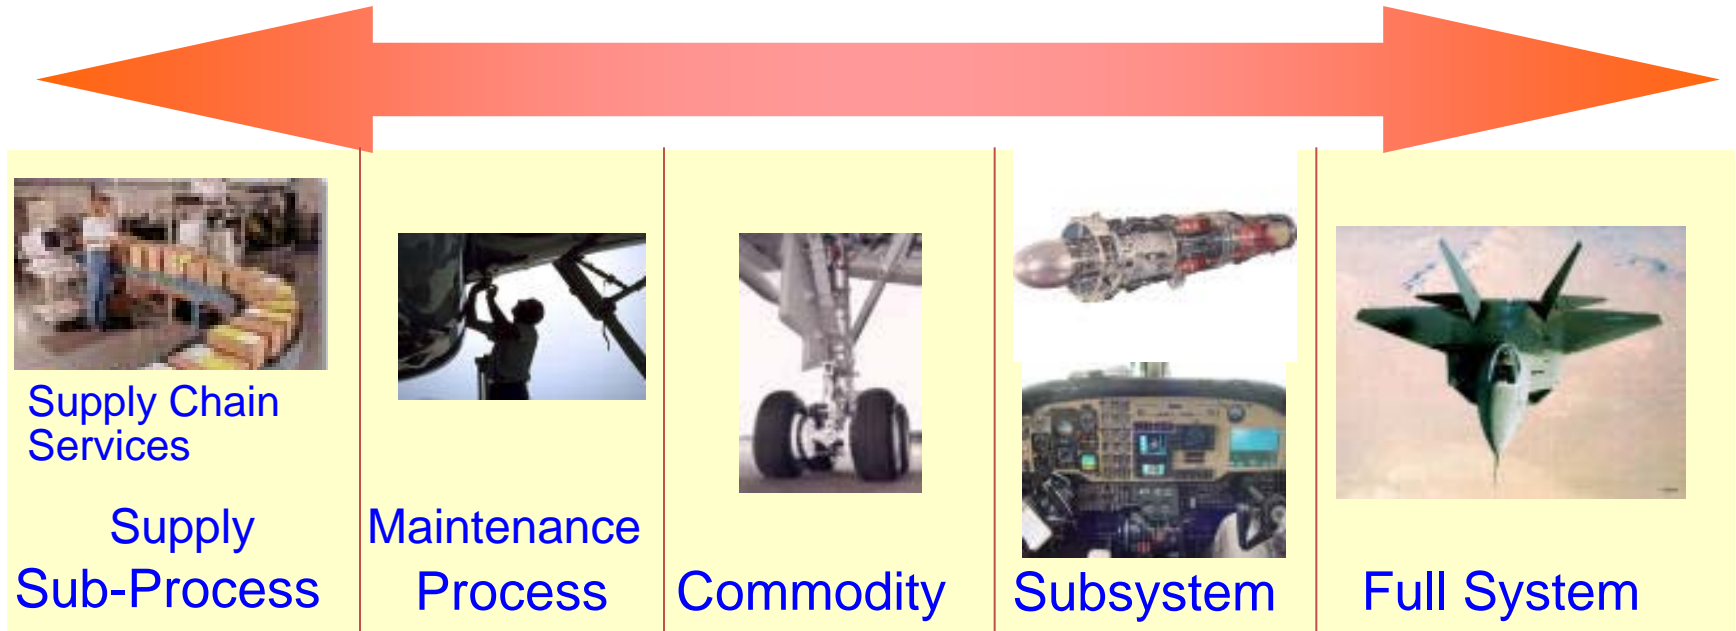 Supply Chain
Services
Supply
Sub-Process
Maintenance
Process
Commodity
Subsystem
Full System